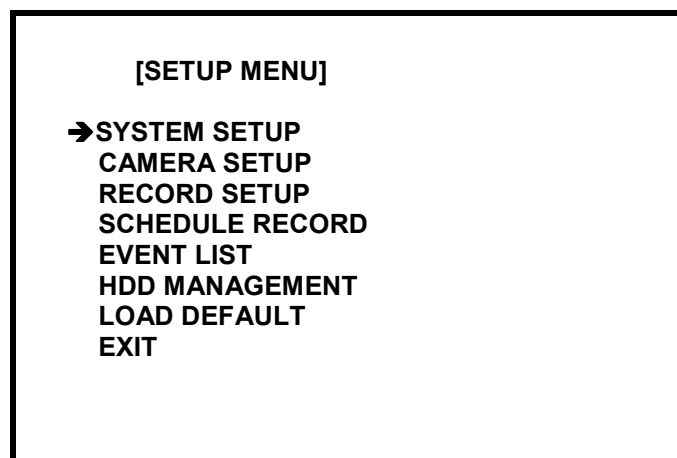 [SETUP MENU]
➔SYSTEM SETUP
CAMERA SETUP
RECORD SETUP
SCHEDULE RECORD
EVENT LIST
HDD MANAGEMENT
LOAD DEFAULT
EXIT